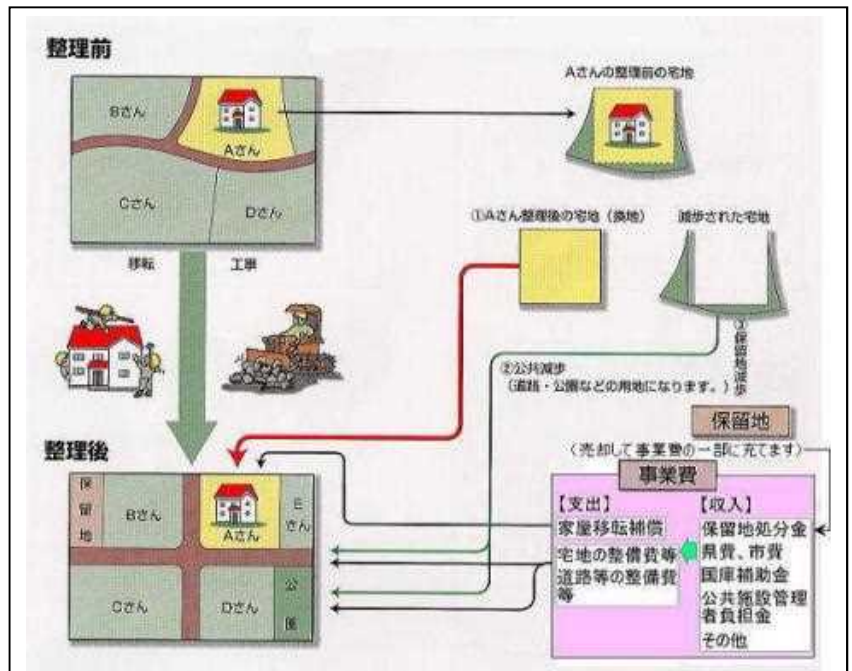 整理前
Bさん
Aさん
Cさん
Dさん
Aさんの整理前の宅地
①Aさん整理後の宅地（換地）
減歩された宅地
移転
工事
②公共減歩
（道路・公園などの用地になります。）
③保留地減歩
保留地
（売却して事業費の一部に充てます）
整理後
保留地
Bさん
Aさん
Eさん
Cさん
Dさん
公園
事業費
【支出】
家屋移転補償
宅地の整備費等
道路等の整備費
等
【収入】
保留地処分金
県費、市費
国庫補助金
公共施設管理
者負担金
その他